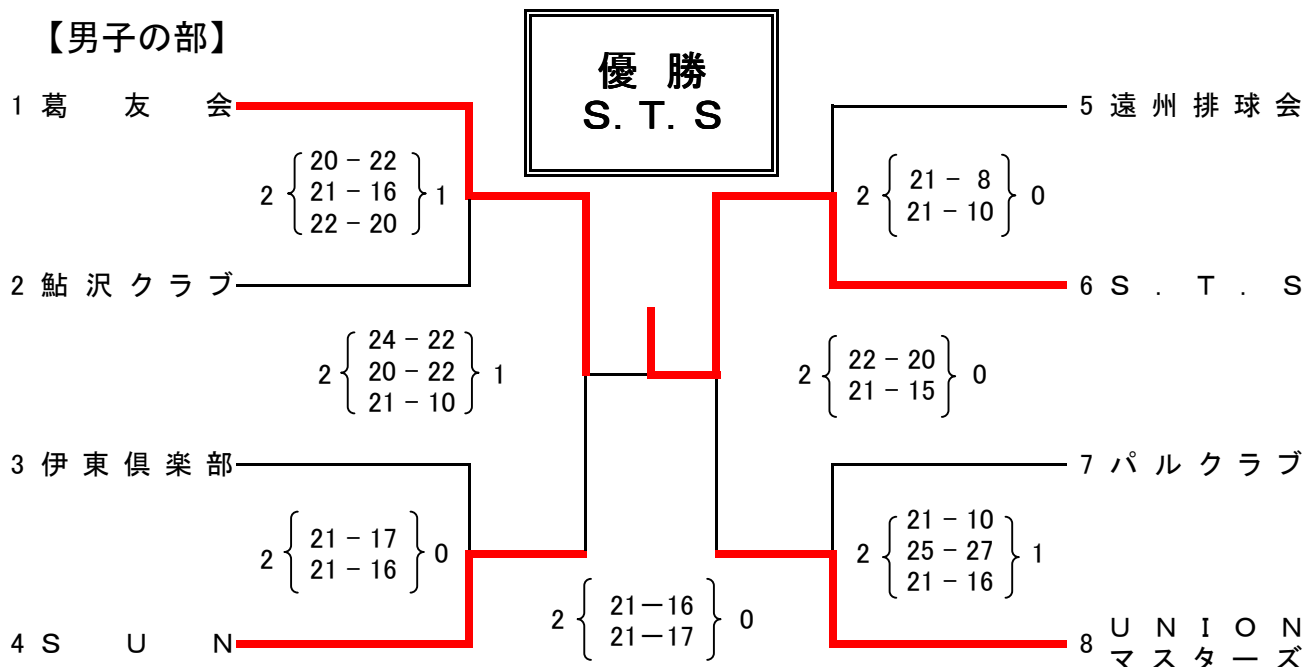 【男子の部】
優勝
S.T.S
1 葛友会
20－22
2 21－16 1
22－20
2 鮎沢クラブ
24－22
2 20－22 1
21－10
3 伊東倶楽部
2 21－17 0
21－16
4 SUN
5 遠州排球会
2 21－8 0
21－10
6 S.T.S
2 22－20 0
21－15
7 パルクラブ
21－10
2 25－27 1
21－16
8 UNION
マスターズ
2 21－16 0
21－17